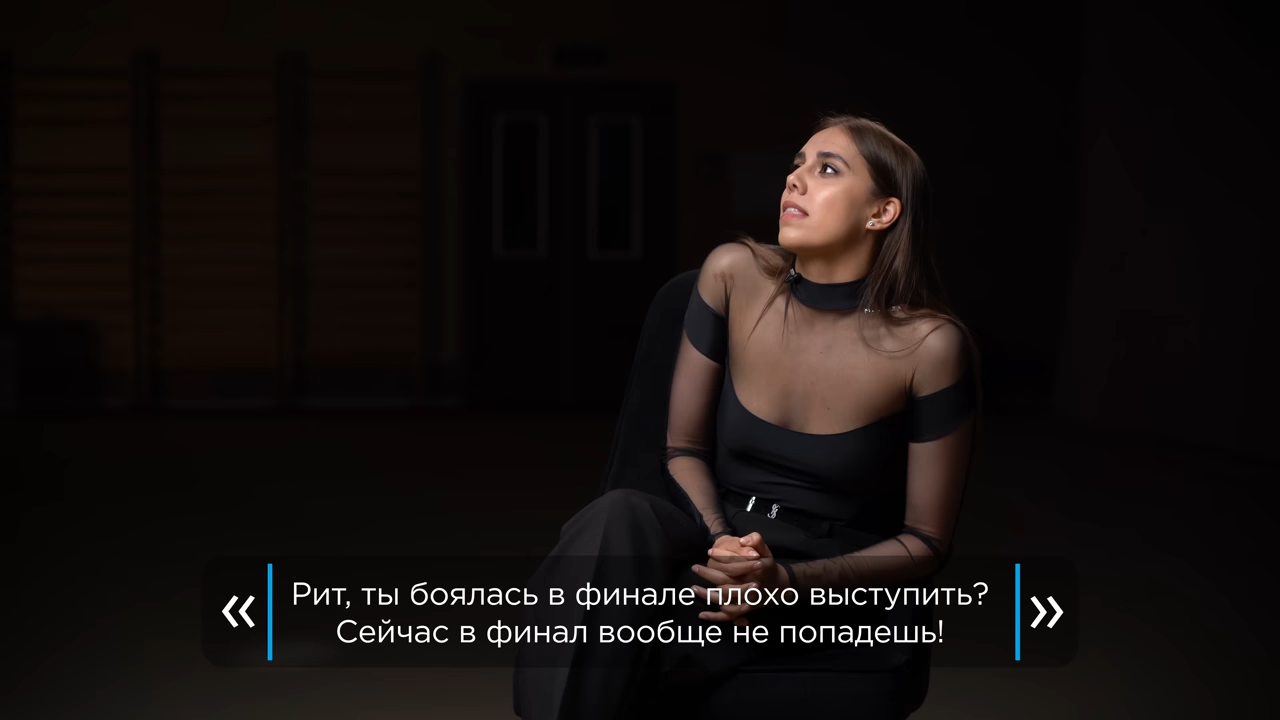 « Рит, ты боялась в финале плохо выступить?
Сейчас в финал вообще не попадешь! »